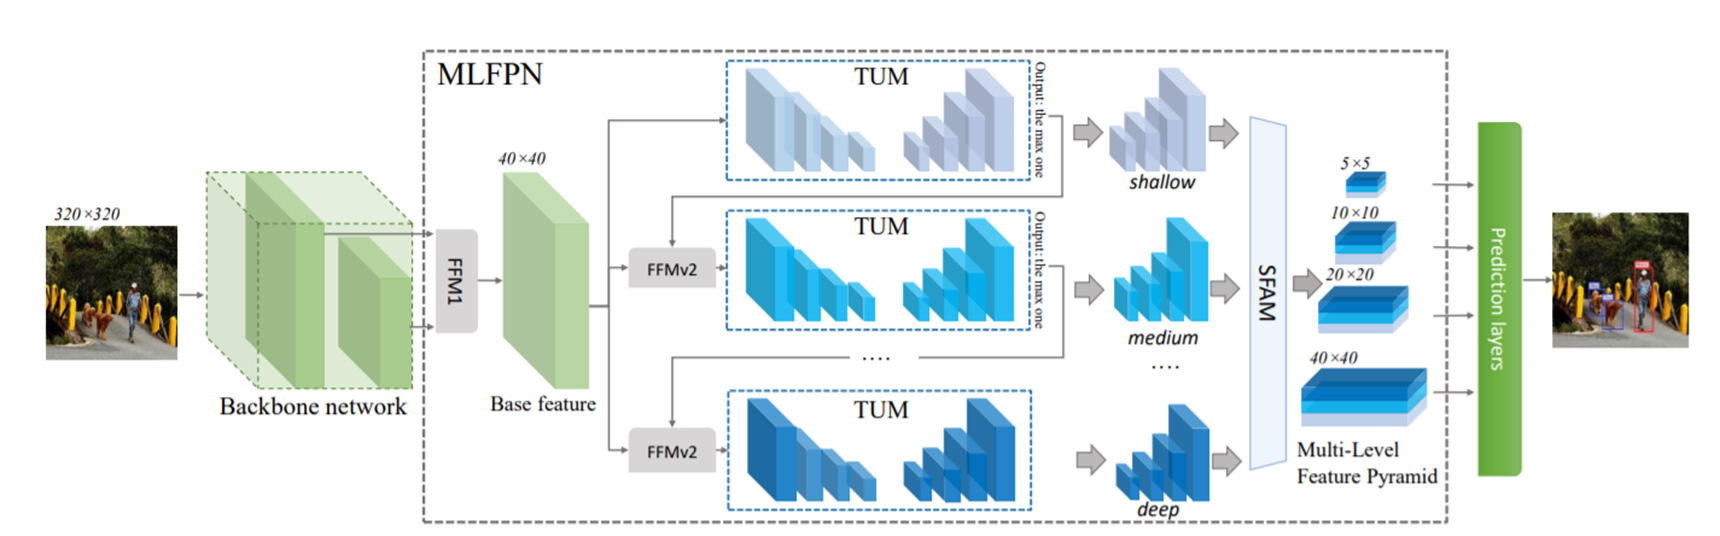 MLFPN
320×320
Backbone network
FFM1
40×40
Base feature
TUM
Output: the max one
shallow
FFMv2
TUM
Output: the max one
medium
....
....
FFMv2
TUM
deep
SFAM
5×5
10×10
20×20
40×40
Multi-Level
Feature Pyramid
Prediction layers